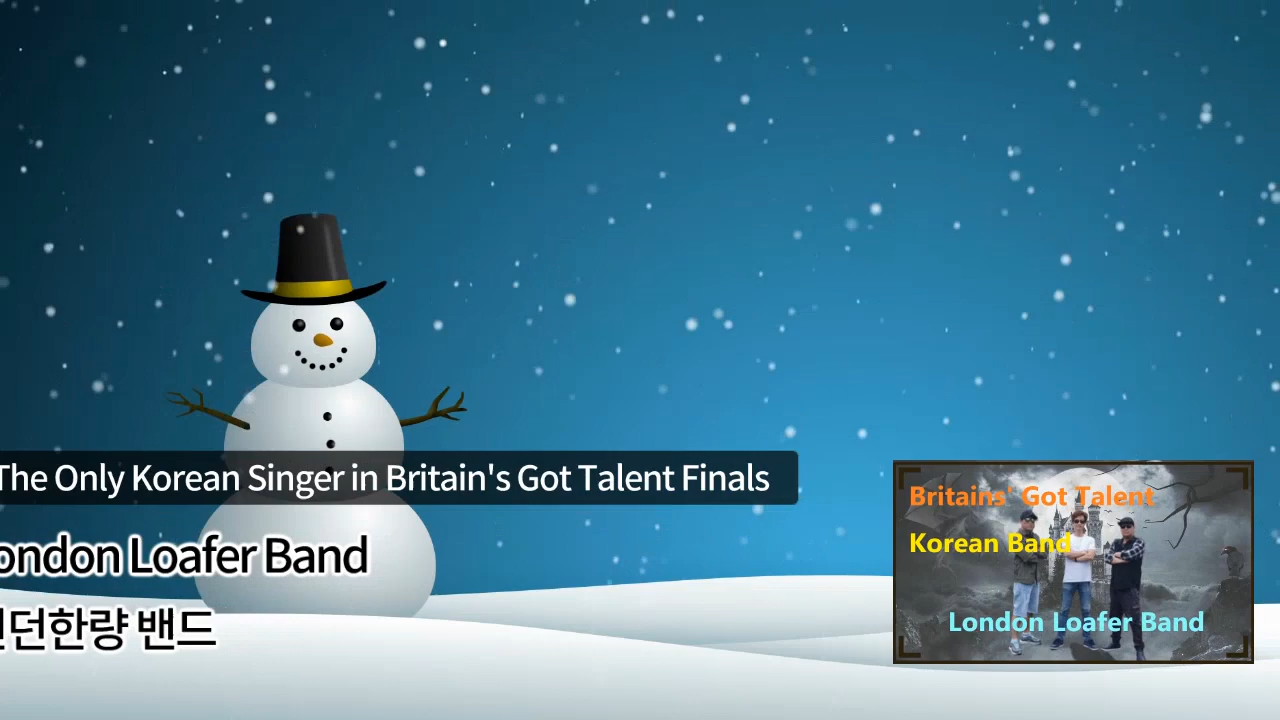 The Only Korean Singer in Britain's Got Talent Finals
ondon Loafer Band
던한량 밴드
Britains' Got Talent
Korean Band
London Loafer Band